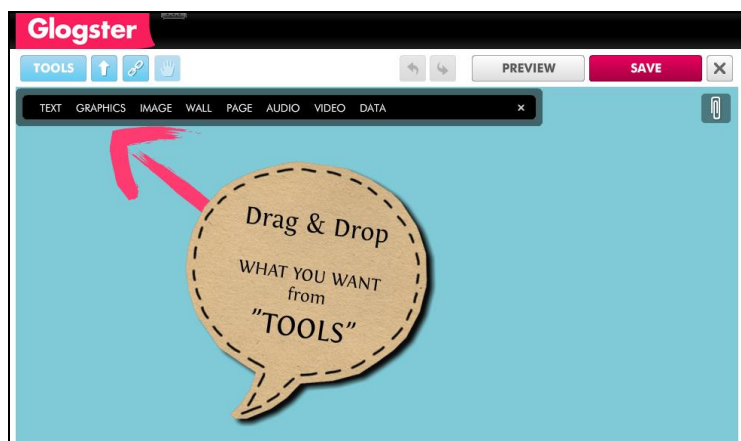 Glogster
TOOLS PREVIEW SAVE
TEXT GRAPHICS IMAGE WALL PAGE AUDIO VIDEO DATA ×
Drag & Drop
WHAT YOU WANT
from
"TOOLS"